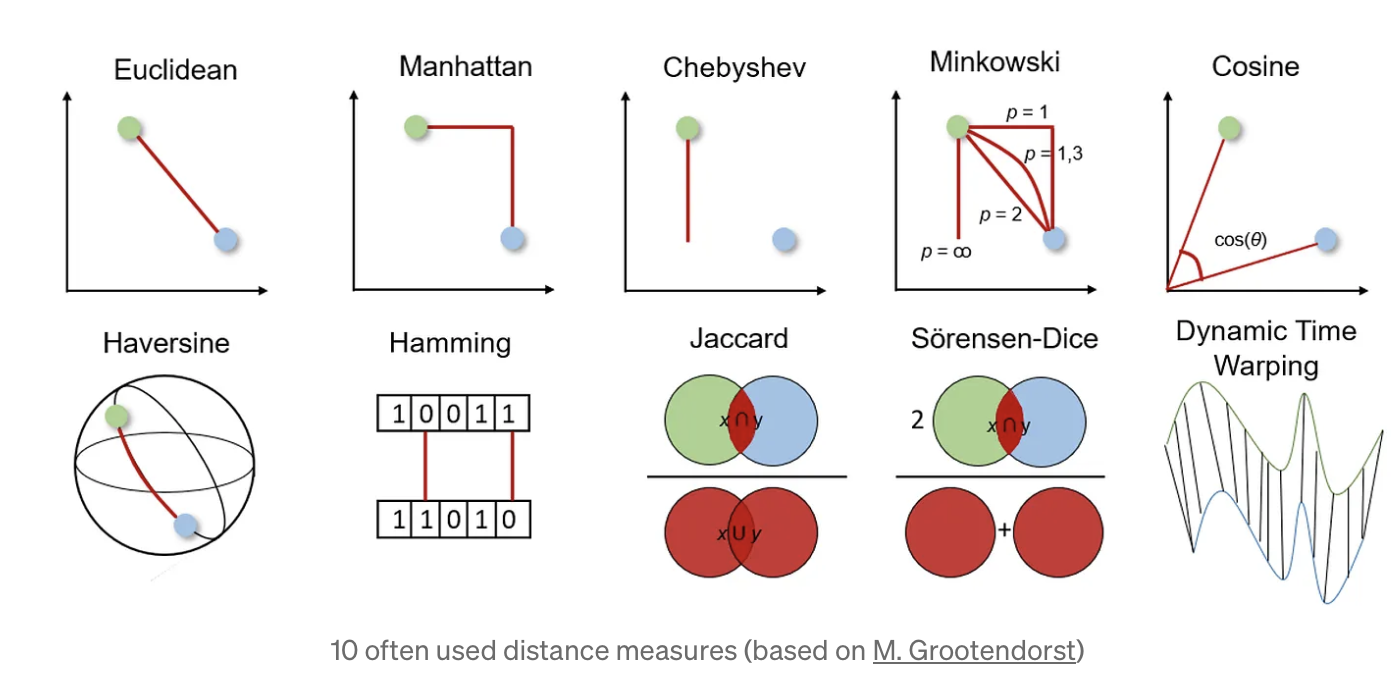 Euclidean
Manhattan
Chebyshev
Minkowski
p = 1
p = 1,3
p = 2
p = ∞
Cosine
cos(θ)
Haversine
Hamming
1 0 0 1 1
1 1 0 1 0
Jaccard
x ∩ y
x ∪ y
Sörensen-Dice
2
x ∩ y
+
Dynamic Time
Warping
10 often used distance measures (based on M. Grootendorst)